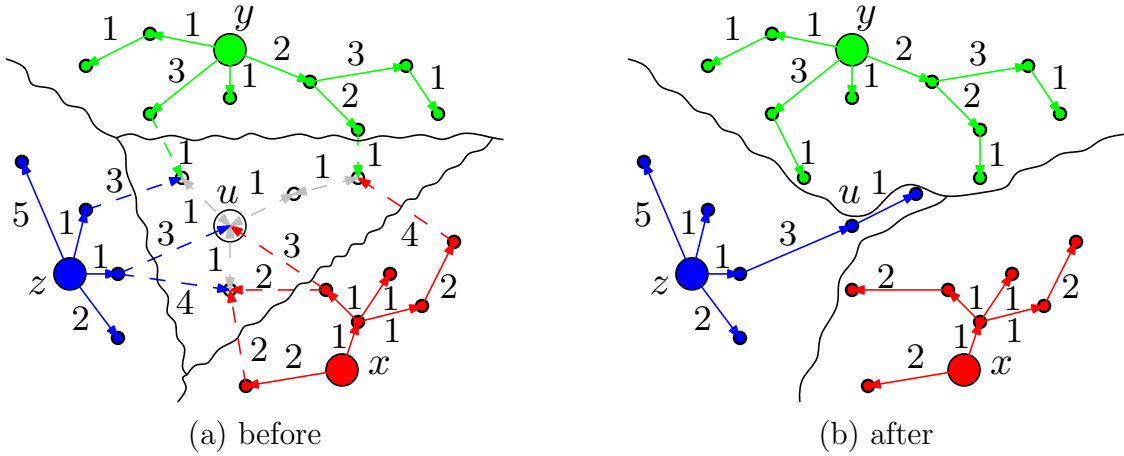 y
y
1 1 2 3
1 1 2 3
3 1 2 1
3 1 2 1
1 u 1 1 1
1 u 1 1
3 1 3 4
5 1 3
5 1 1 3
1 2
z 1 1 2
z 1 2
2 4 1 1 2
2 1 1
2 2 1 1
2 1 1
x
x
(a) before
(b) after